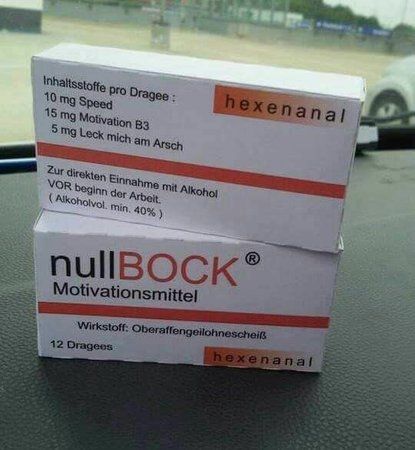 Inhaltsstoffe pro Dragee :
hexenanal
10 mg Speed
15 mg Motivation B3
5 mg Leck mich am Arsch
Zur direkten Einnahme mit Alkohol
VOR beginn der Arbeit.
( Alkoholvol. min. 40% )
nullBOCK ®
Motivationsmittel
Wirkstoff: Oberaffengeilohnescheiß
12 Dragees
hexenanal